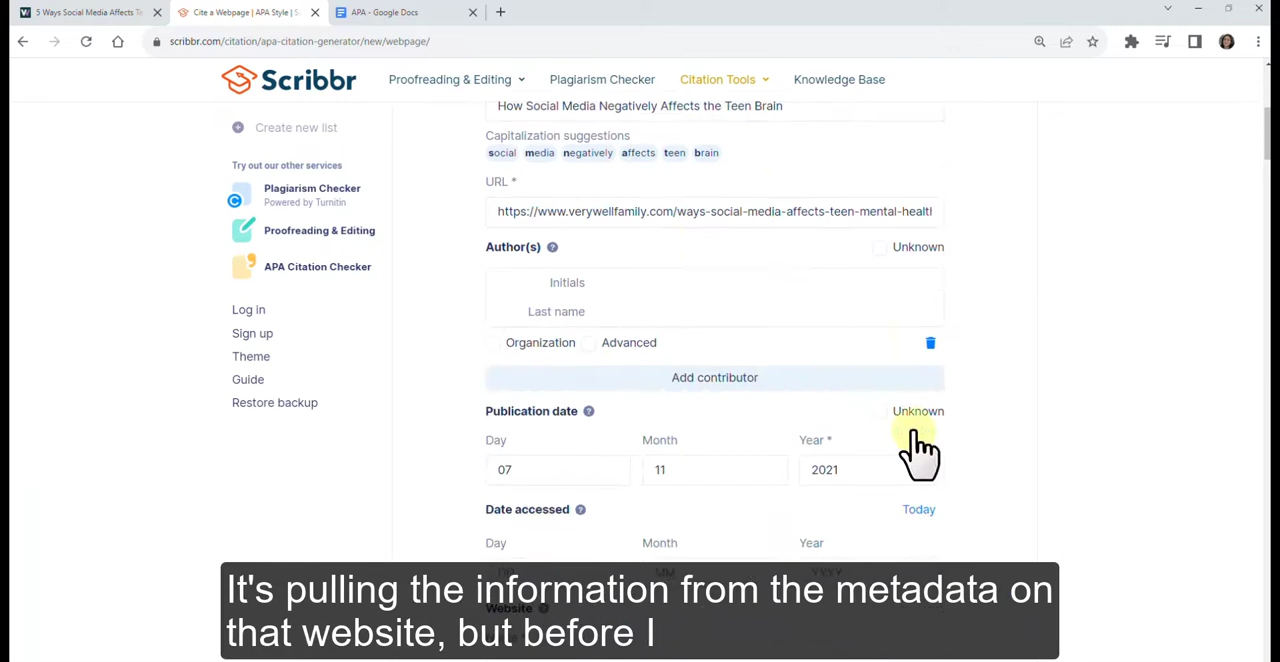 5 Ways Social Media Affects Te
Cite a Webpage | APA Style | S
APA - Google Docs
scribbr.com/citation/apa-citation-generator/new/webpage/
Scribbr
Proofreading & Editing
Plagiarism Checker
Citation Tools
Knowledge Base
Create new list
Try out our other services
Plagiarism Checker
Powered by Turnitin
Proofreading & Editing
APA Citation Checker
Log in
Sign up
Theme
Guide
Restore backup
How Social Media Negatively Affects the Teen Brain
Capitalization suggestions
social media negatively affects teen brain
URL *
https://www.verywellfamily.com/ways-social-media-affects-teen-mental-healt
Author(s) ?
Unknown
Initials
Last name
Organization
Advanced
Add contributor
Publication date ?
Unknown
Day
Month
Year *
07
11
2021
Date accessed ?
Today
Day
Month
Year
DD
MM
YYYY
Website
It's pulling the information from the metadata on
that website, but before I